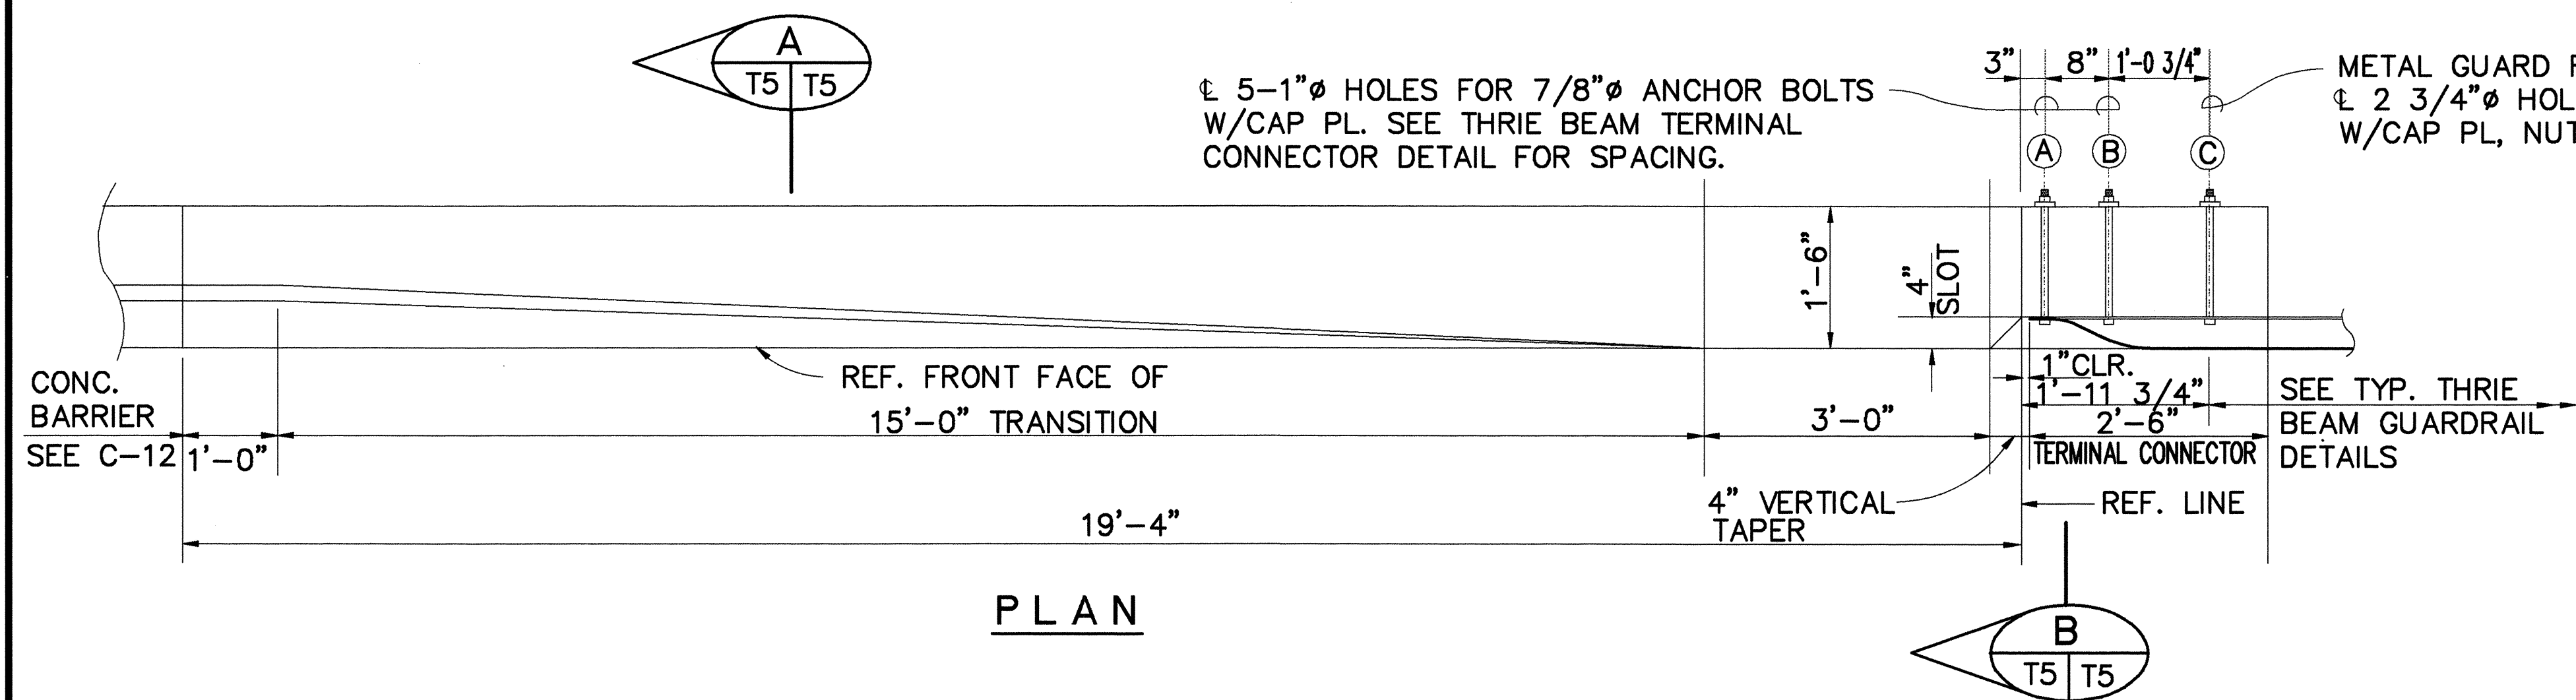 A
T5 T5
℄ 5-1"ø HOLES FOR 7/8"ø ANCHOR BOLTS
W/CAP PL. SEE THRIE BEAM TERMINAL
CONNECTOR DETAIL FOR SPACING.
3" 8" 1'-0 3/4"
METAL GUARD
℄ 2 3/4"ø
W/CAP PL,
A B C
1'-6"
4"
SLOT
CONC.
BARRIER
SEE C-12
1'-0"
REF. FRONT FACE OF
15'-0" TRANSITION
3'-0"
1" CLR.
1'-11 3/4"
2'-6"
TERMINAL CONNECTOR
SEE TYP. THRIE
BEAM GUARDRAIL
DETAILS
4" VERTICAL
TAPER
REF. LINE
19'-4"
PLAN
B
T5 T5